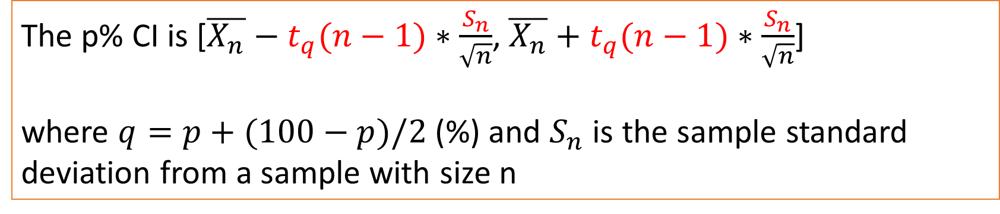 The p% CI is [$\overline{X_n} - t_q(n-1) * \frac{S_n}{\sqrt{n}}, \overline{X_n} + t_q(n-1) * \frac{S_n}{\sqrt{n}}$]
where $q = p + (100 - p)/2$ (%) and $S_n$ is the sample standard
deviation from a sample with size n